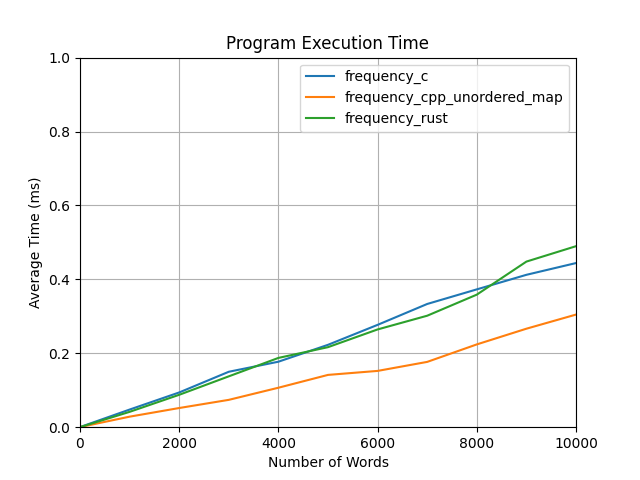 Program Execution Time
1.0
0.8
0.6
0.4
0.2
0.0
Average Time (ms)
frequency_c
frequency_cpp_unordered_map
frequency_rust
0 2000 4000 6000 8000 10000
Number of Words